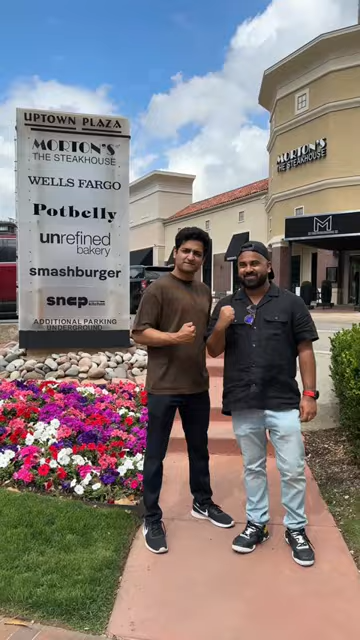 UPTOWN PLAZA
MORTON'S
THE STEAKHOUSE
WELLS FARGO
Potbelly
unrefined
bakery
smashburger
snap
ADDITIONAL PARKING
UNDERGROUND
MORTON'S
THE STEAKHOUSE
M